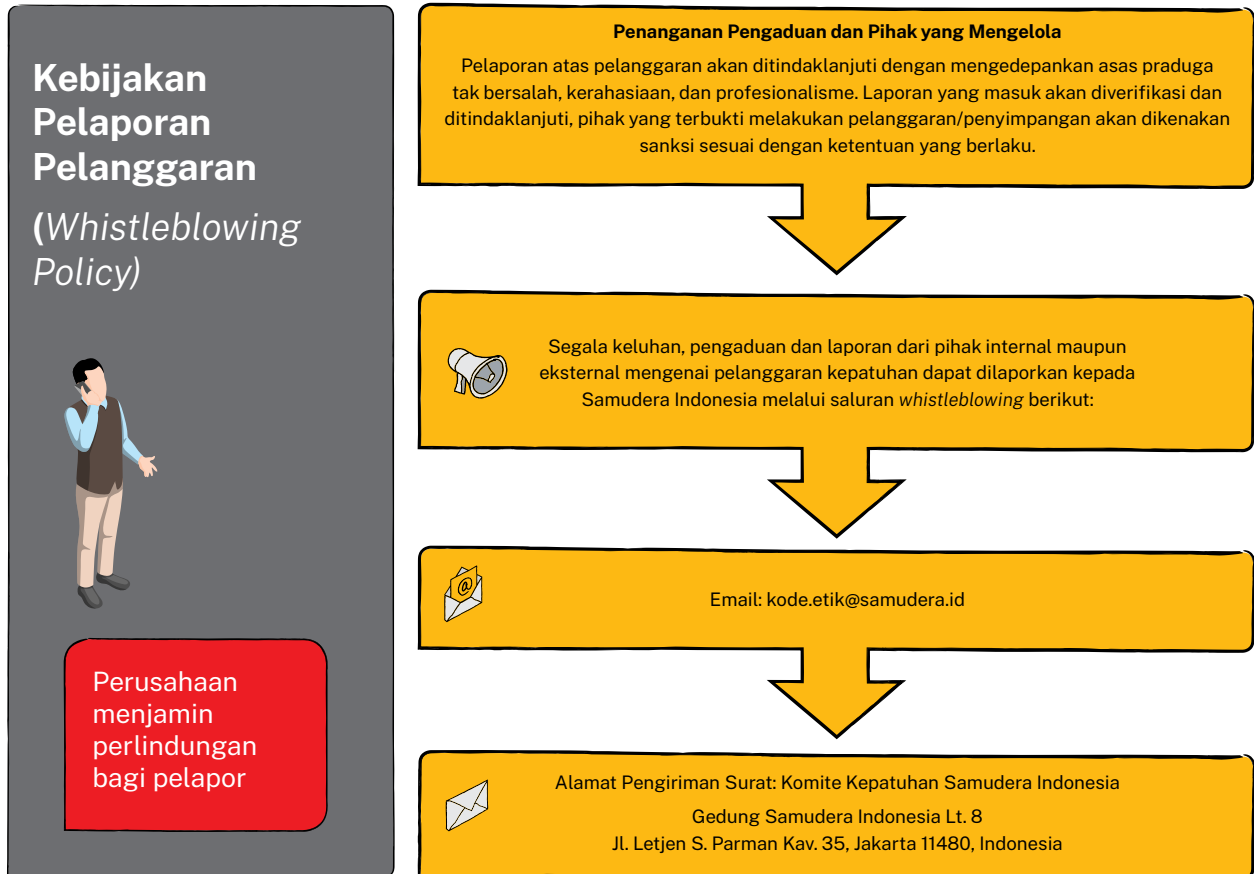 Kebijakan
Pelaporan
Pelanggaran
(Whistleblowing
Policy)
Perusahaan
menjamin
perlindungan
bagi pelapor
Penanganan Pengaduan dan Pihak yang Mengelola
Pelaporan atas pelanggaran akan ditindaklanjuti dengan mengedepankan asas praduga
tak bersalah, kerahasiaan, dan profesionalisme. Laporan yang masuk akan diverifikasi dan
ditindaklanjuti, pihak yang terbukti melakukan pelanggaran/penyimpangan akan dikenakan
sanksi sesuai dengan ketentuan yang berlaku.
Segala keluhan, pengaduan dan laporan dari pihak internal maupun
eksternal mengenai pelanggaran kepatuhan dapat dilaporkan kepada
Samudera Indonesia melalui saluran whistleblowing berikut:
@
Email: kode.etik@samudera.id
Alamat Pengiriman Surat: Komite Kepatuhan Samudera Indonesia
Gedung Samudera Indonesia Lt. 8
Jl. Letjen S. Parman Kav. 35, Jakarta 11480, Indonesia